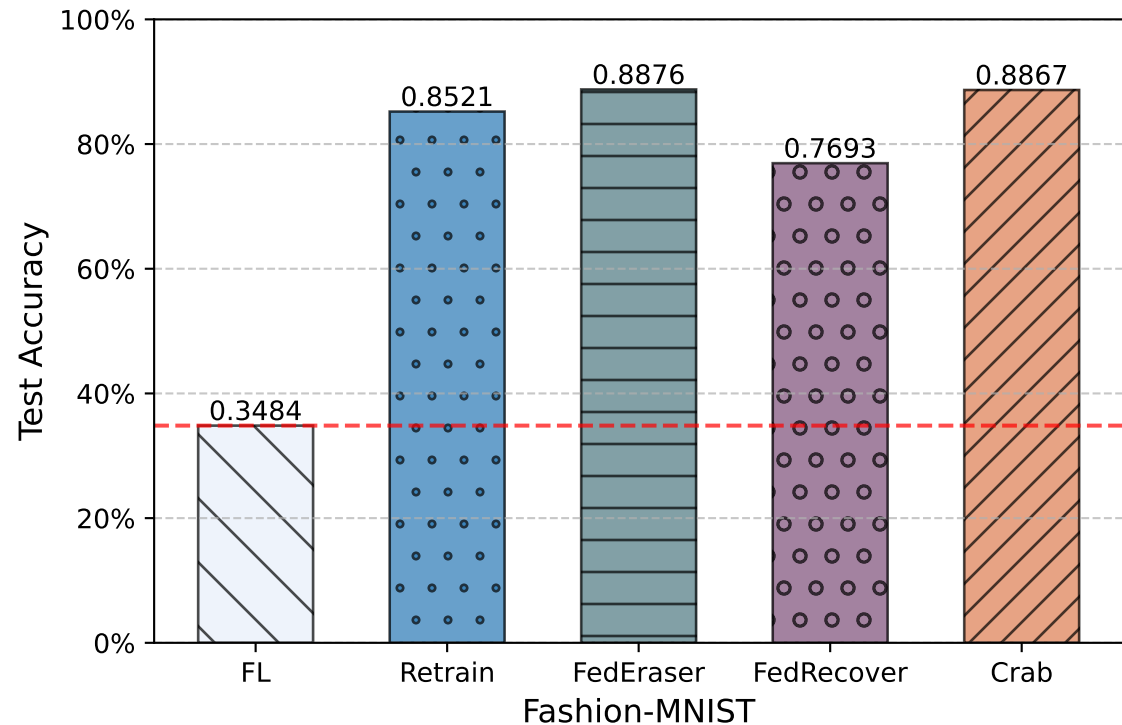 100%
80%
60%
40%
20%
0%
Test Accuracy
0.3484
0.8521
0.8876
0.7693
0.8867
FL
Retrain
FedEraser
FedRecover
Crab
Fashion-MNIST